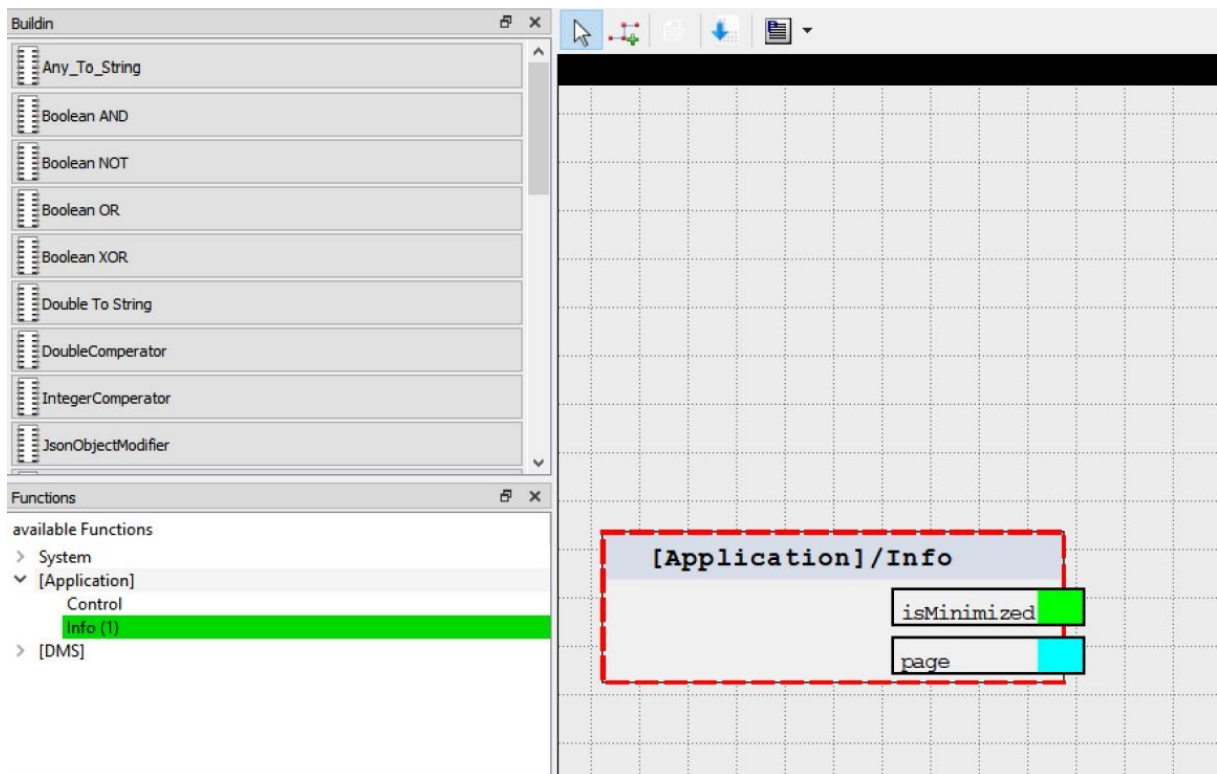 Buildin
Any_To_String
Boolean AND
Boolean NOT
Boolean OR
Boolean XOR
Double To String
DoubleComperator
IntegerComperator
JsonObjectModifier
Functions
available Functions
System
[Application]
Control
Info (1)
[DMS]
[Application]/Info
isMinimized
page